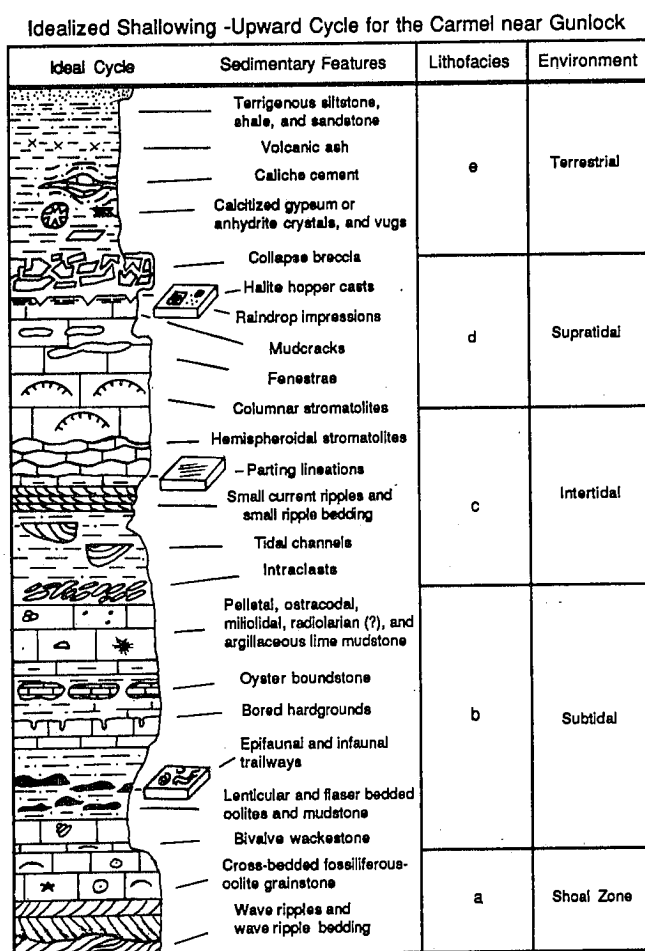 Idealized Shallowing -Upward Cycle for the Carmel near Gunlock
Ideal Cycle
Sedimentary Features
Lithofacies
Environment
Terrigenous siltstone,
shale, and sandstone
Volcanic ash
Caliche cement
Calcitized gypsum or
anhydrite crystals, and vugs
e
Terrestrial
Collapse breccia
Halite hopper casts
Raindrop impressions
Mudcracks
Fenestrae
Columnar stromatolites
d
Supratidal
Hemispheroidal stromatolites
Parting lineations
Small current ripples and
small ripple bedding
Tidal channels
Intraclasts
c
Intertidal
Pelletal, ostracodal,
miliolidal, radiolarian (?), and
argillaceous lime mudstone
Oyster boundstone
Bored hardgrounds
Epifaunal and infaunal
trailways
Lenticular and flaser bedded
oolites and mudstone
Bivalve wackestone
b
Subtidal
Cross-bedded fossiliferous-
oolite grainstone
Wave ripples and
wave ripple bedding
a
Shoal Zone